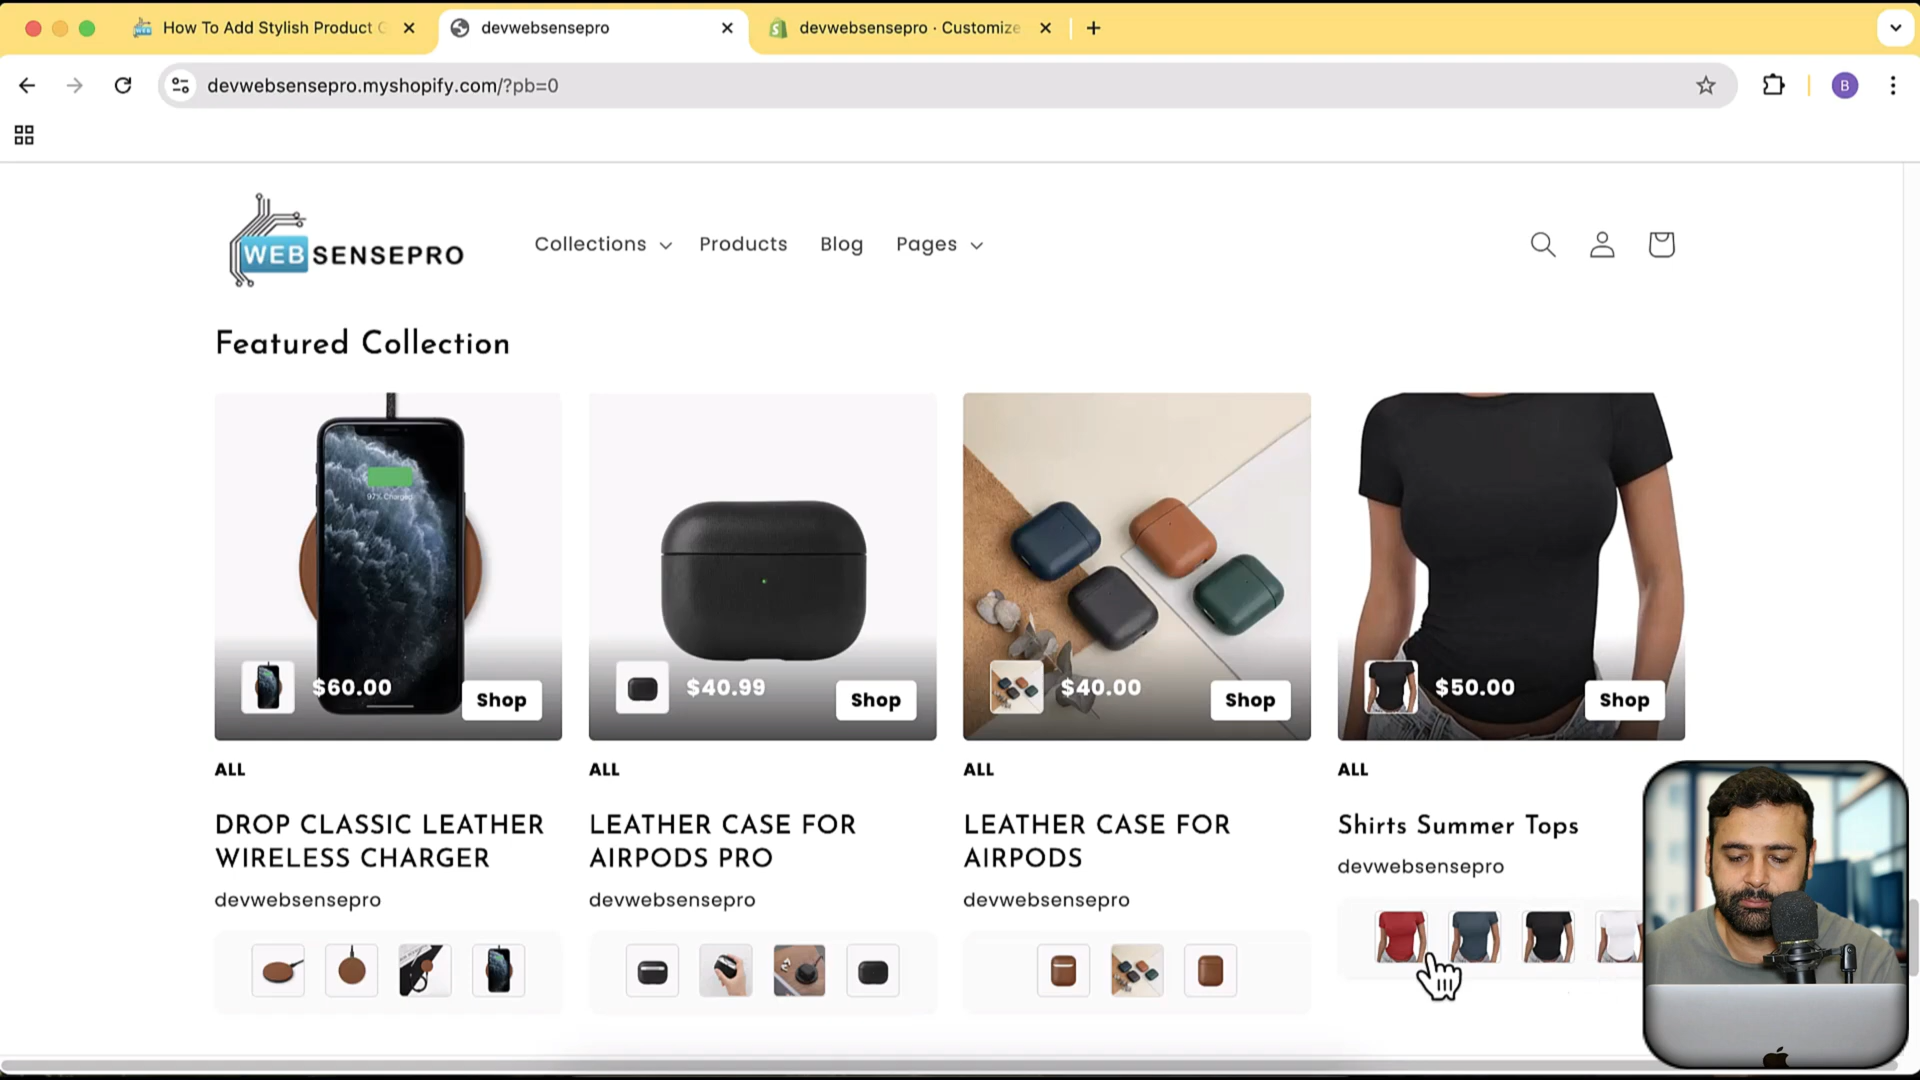 How To Add Stylish Product G
devwebsensepro
devwebsensepro · Customize
devwebsensepro.myshopify.com/?pb=0
B
WEB SENSEPRO
Collections
Products
Blog
Pages
Featured Collection
97% Charged
$60.00
Shop
$40.99
Shop
$40.00
Shop
$50.00
Shop
ALL
ALL
ALL
ALL
DROP CLASSIC LEATHER
WIRELESS CHARGER
LEATHER CASE FOR
AIRPODS PRO
LEATHER CASE FOR
AIRPODS
Shirts Summer Tops
devwebsensepro
devwebsensepro
devwebsensepro
devwebsensepro